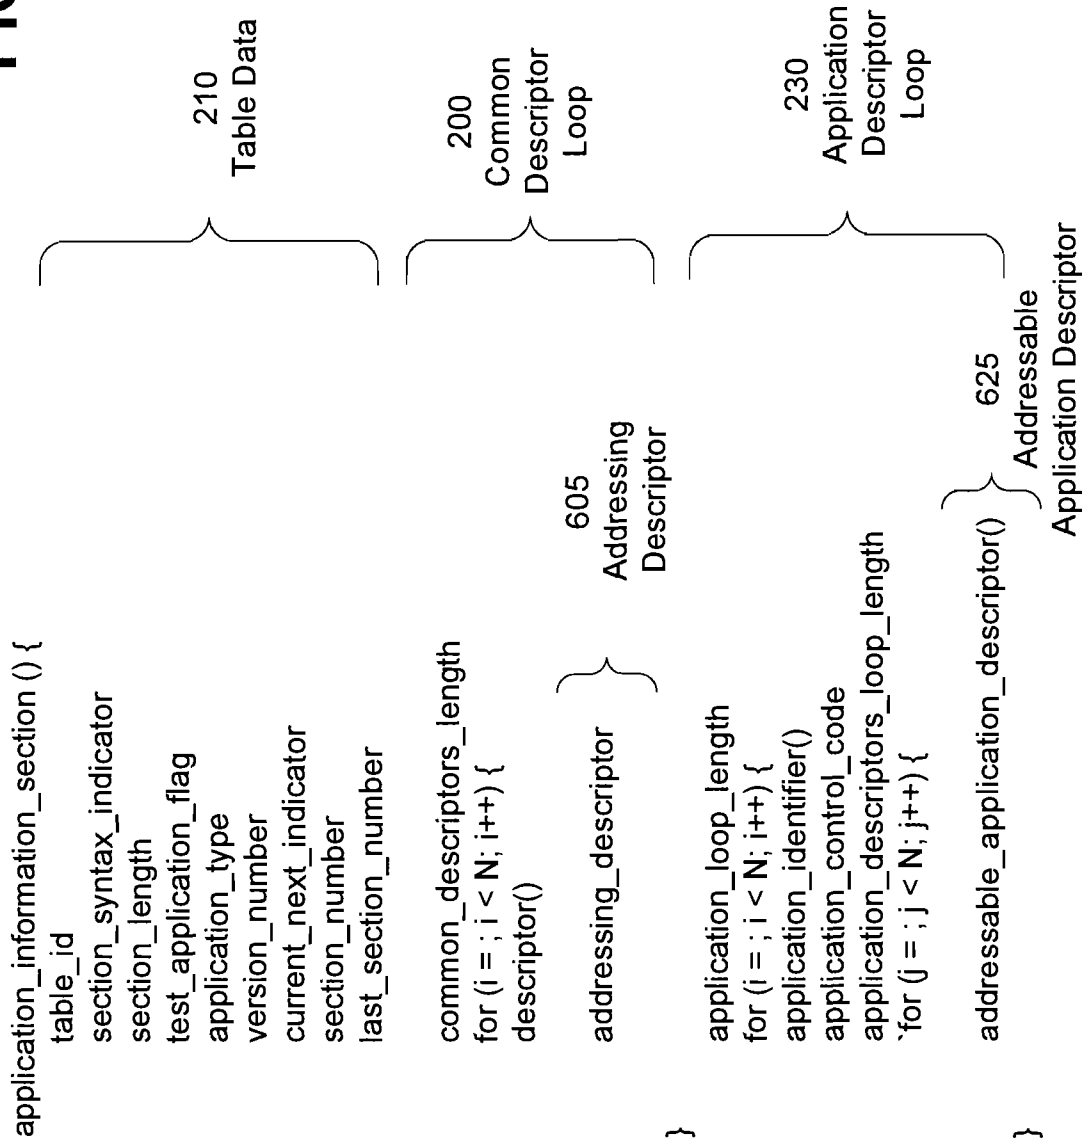 application_information_section () {
table_id
section_syntax_indicator
section_length
test_application_flag
application_type
version_number
current_next_indicator
section_number
last_section_number
210
Table Data
common_descriptors_length
for (i = ; i < N; i++) {
descriptor()
addressing_descriptor
605
Addressing
Descriptor
200
Common
Descriptor
Loop
}
application_loop_length
for (i = ; i < N; i++) {
application_identifier()
application_control_code
application_descriptors_loop_length
`for (j = ; j < N; j++) {
addressable_application_descriptor()
625
Addressable
Application Descriptor
230
Application
Descriptor
Loop
}